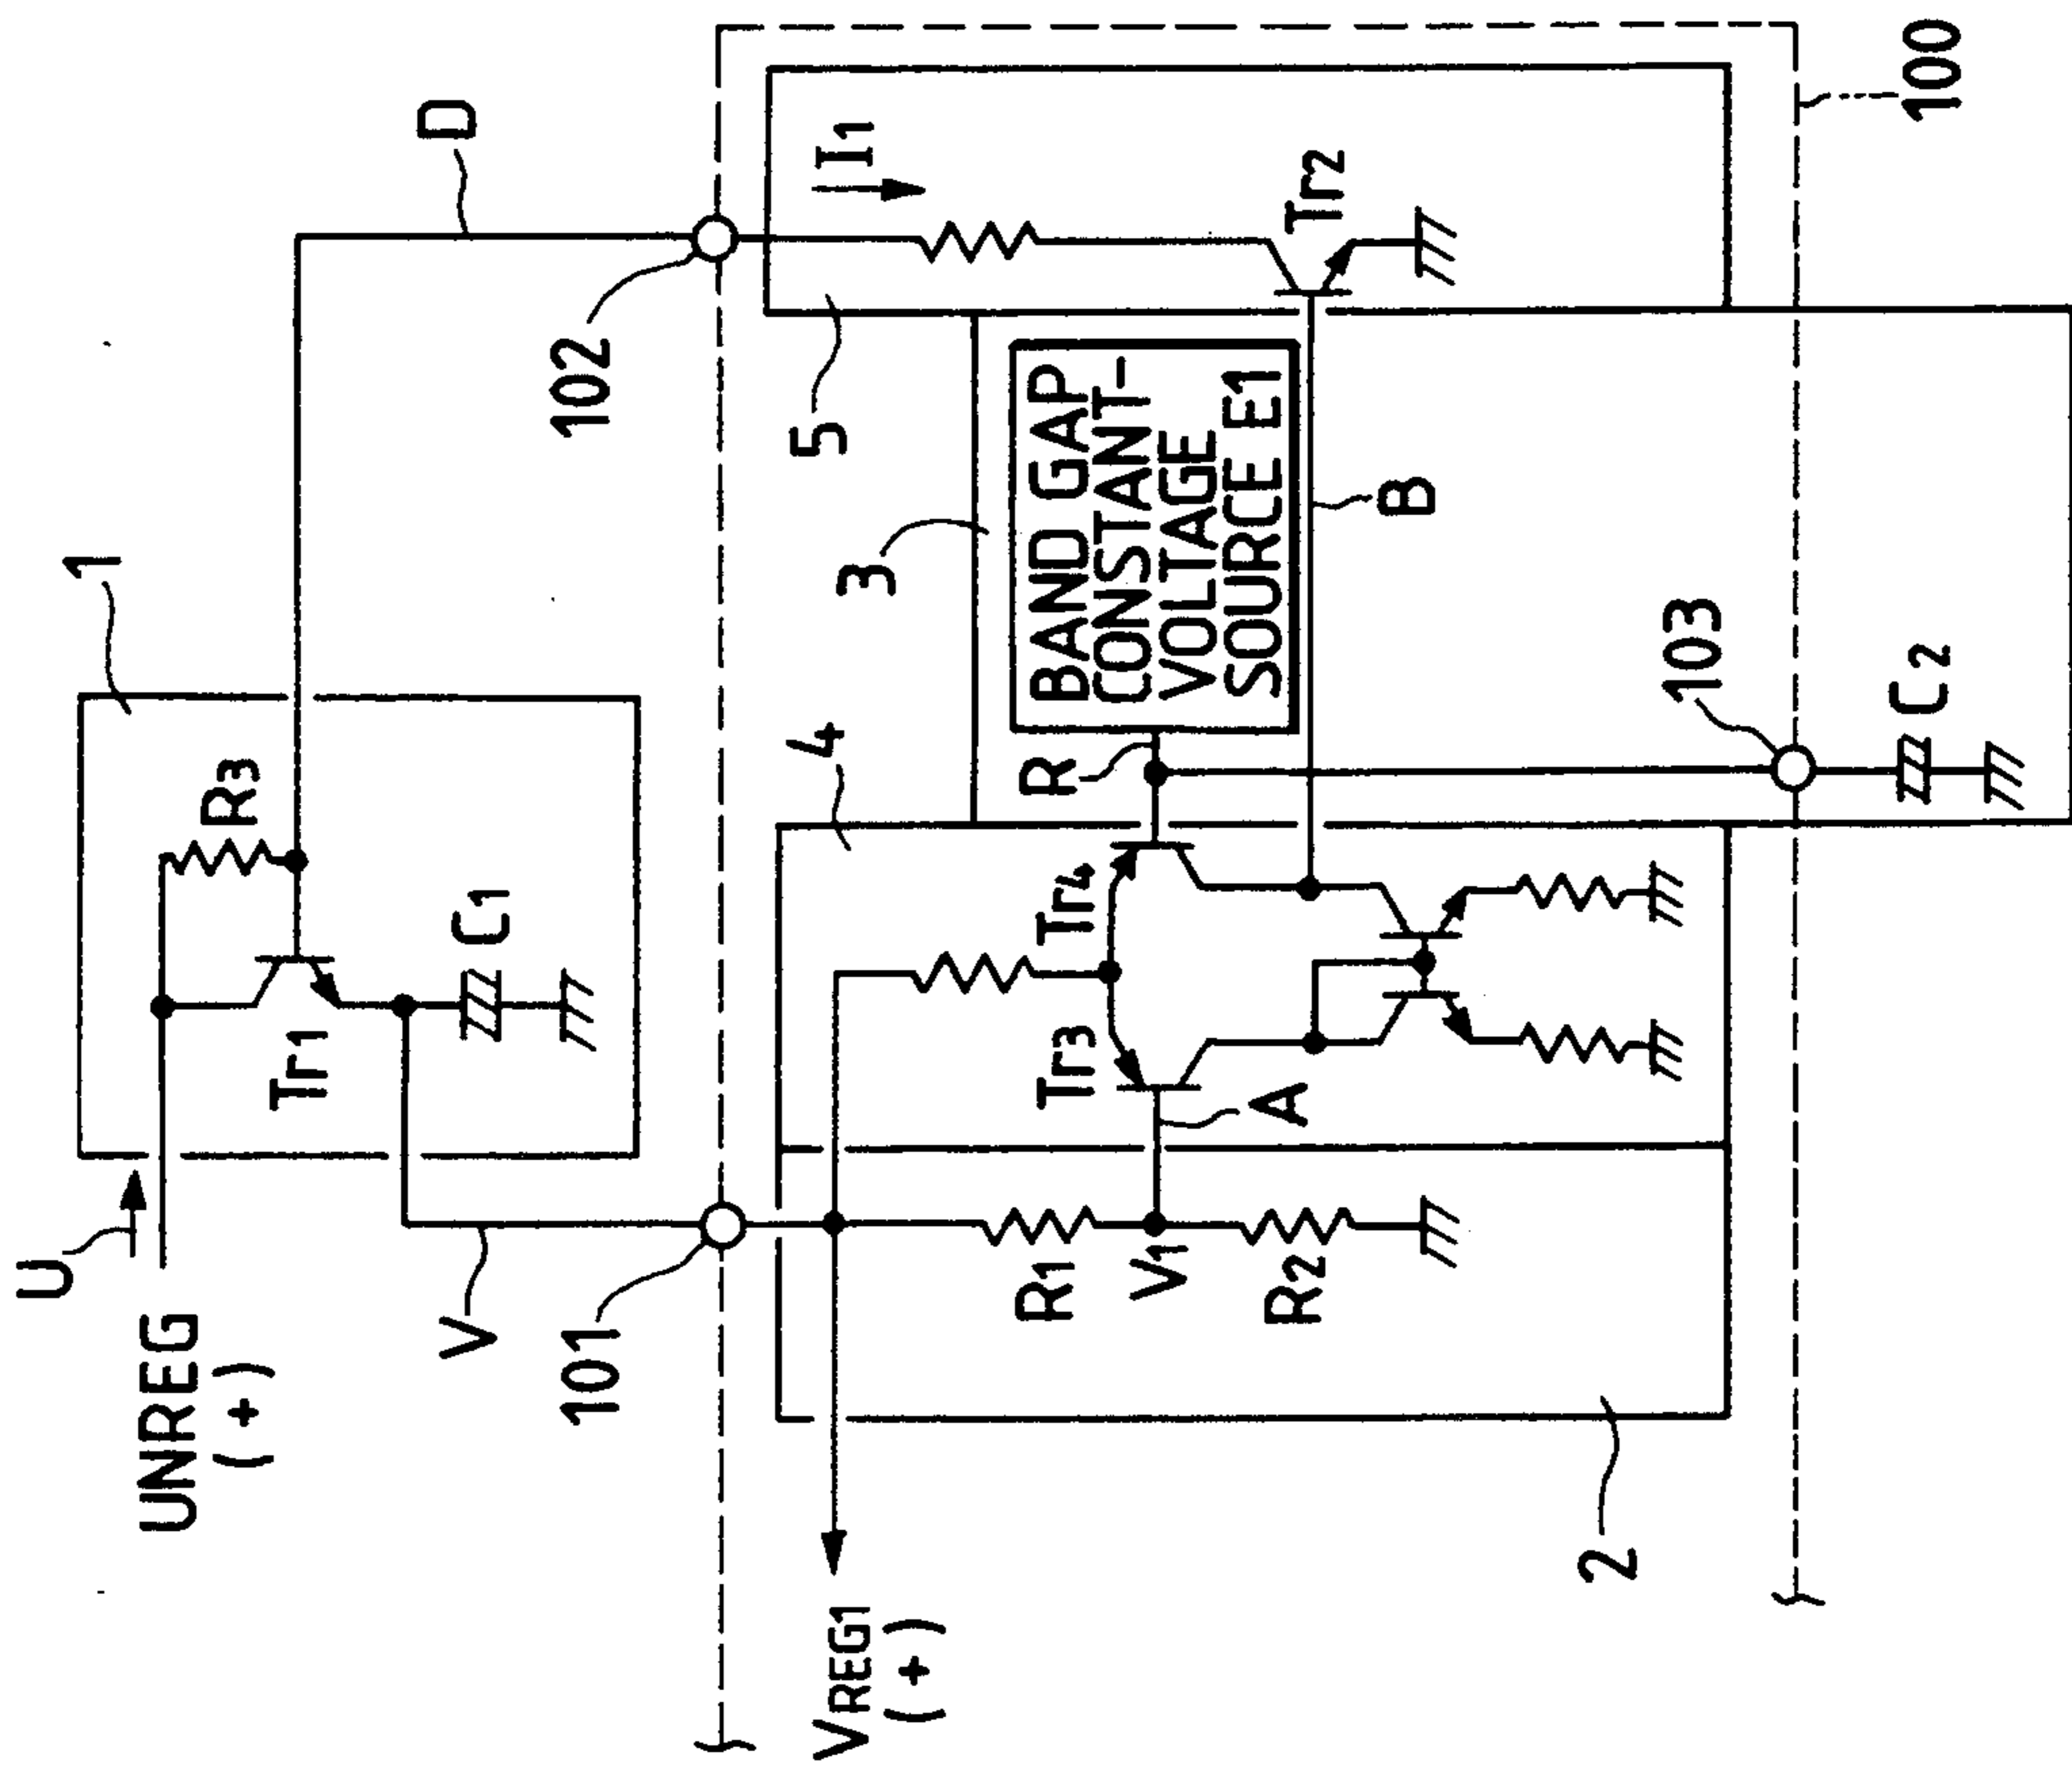 U
UNREG
(+)
1
R3
Tr1
C1
V
D
101
102
100
VREG1
(+)
2
R1
V1
R2
A
4
Tr3
Tr4
R
3
BAND GAP
CONSTANT-
VOLTAGE
SOURCE E1
B
5
I1
Tr2
103
C2